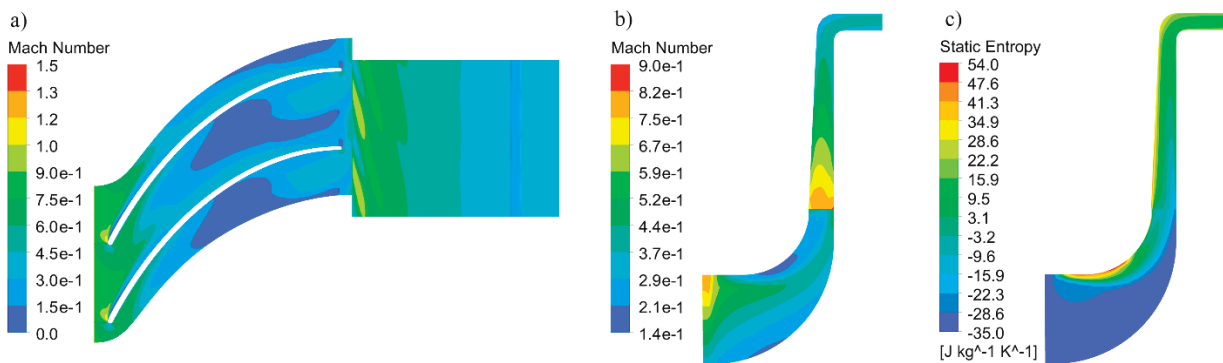 a)
Mach Number
1.5
1.3
1.2
1.0
9.0e-1
7.5e-1
6.0e-1
4.5e-1
3.0e-1
1.5e-1
0.0
b)
Mach Number
9.0e-1
8.2e-1
7.5e-1
6.7e-1
5.9e-1
5.2e-1
4.4e-1
3.7e-1
2.9e-1
2.1e-1
1.4e-1
c)
Static Entropy
54.0
47.6
41.3
34.9
28.6
22.2
15.9
9.5
3.1
-3.2
-9.6
-15.9
-22.3
-28.6
-35.0
[J kg^-1 K^-1]